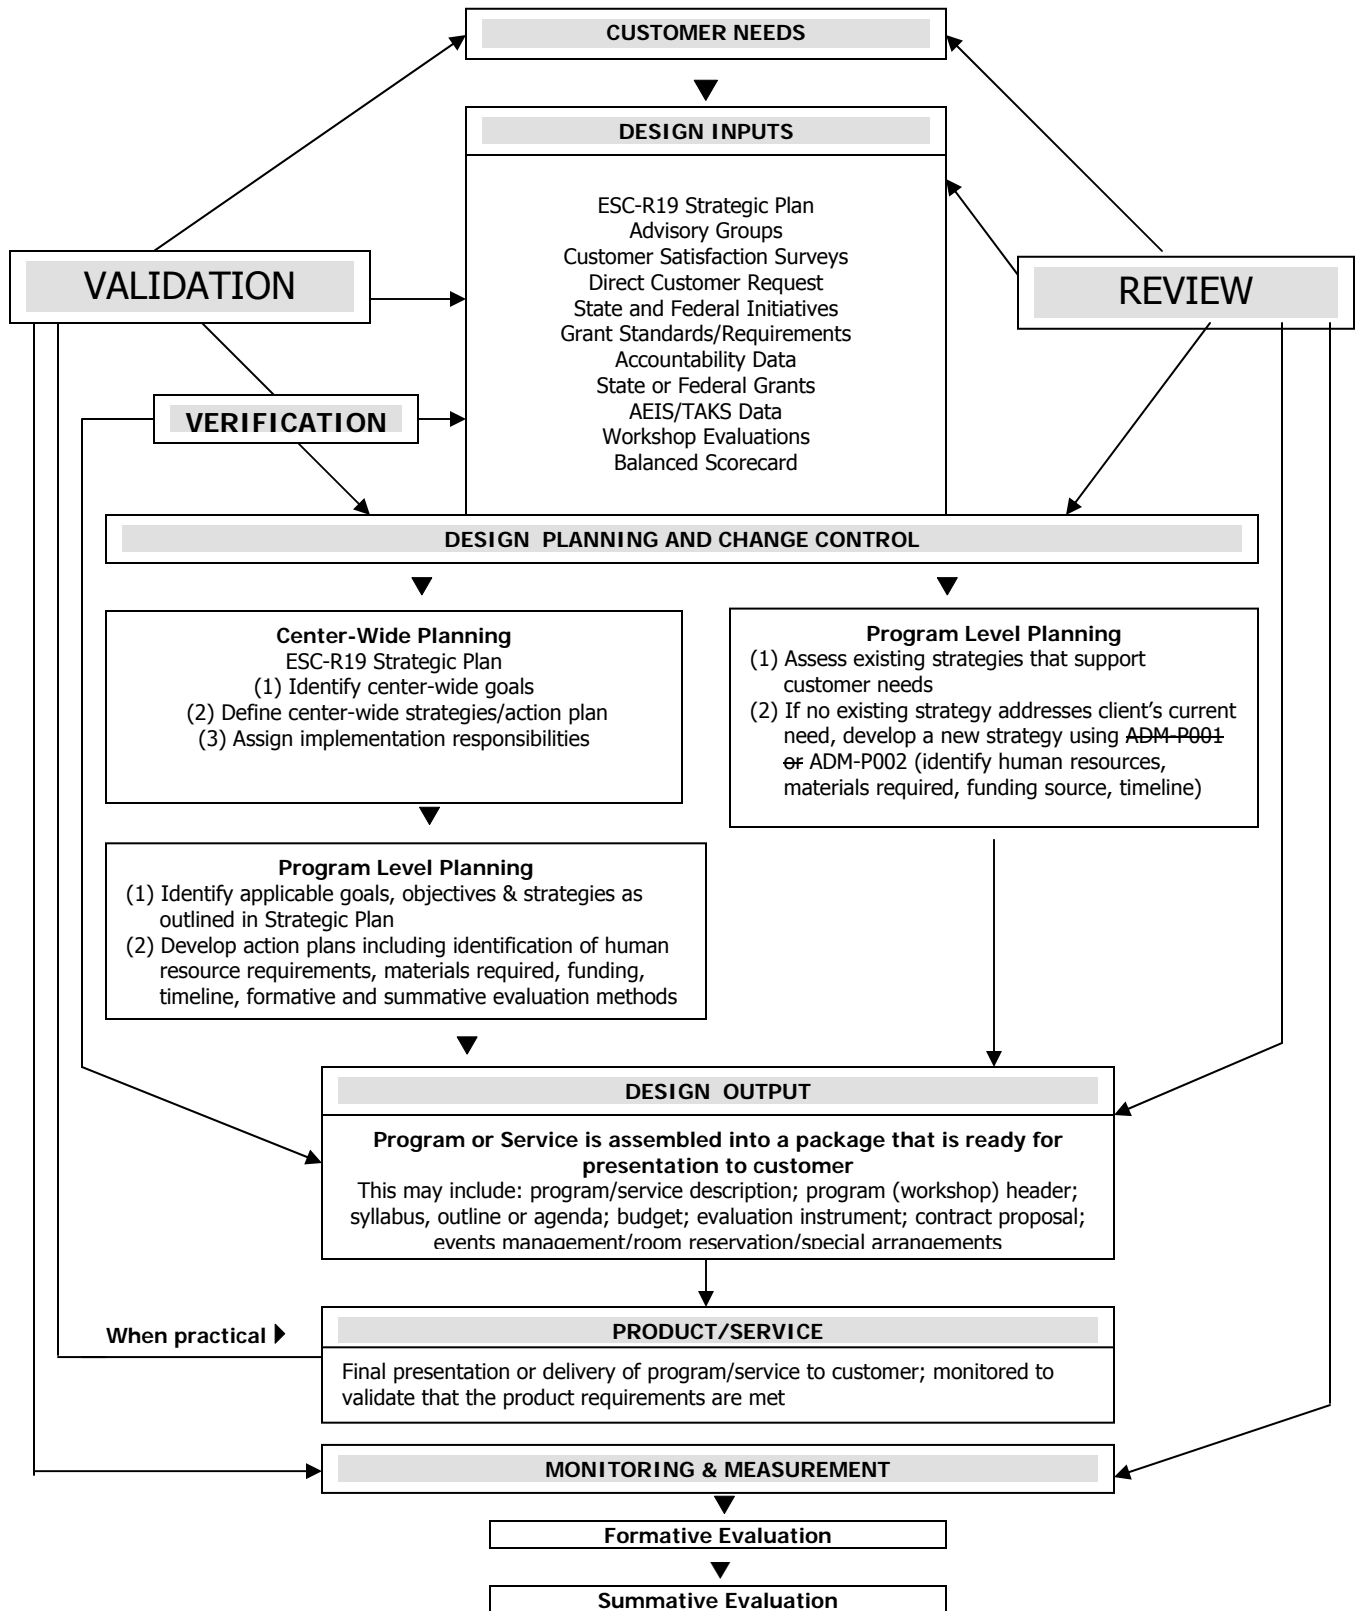 CUSTOMER NEEDS
DESIGN INPUTS
ESC-R19 Strategic Plan
Advisory Groups
Customer Satisfaction Surveys
Direct Customer Request
State and Federal Initiatives
Grant Standards/Requirements
Accountability Data
State or Federal Grants
AEIS/TAKS Data
Workshop Evaluations
Balanced Scorecard
VALIDATION
REVIEW
VERIFICATION
DESIGN PLANNING AND CHANGE CONTROL
Center-Wide Planning
ESC-R19 Strategic Plan
(1) Identify center-wide goals
(2) Define center-wide strategies/action plan
(3) Assign implementation responsibilities
Program Level Planning
(1) Assess existing strategies that support
customer needs
(2) If no existing strategy addresses client's current
need, develop a new strategy using ADM-P001
or ADM-P002 (identify human resources,
materials required, funding source, timeline)
Program Level Planning
(1) Identify applicable goals, objectives & strategies as
outlined in Strategic Plan
(2) Develop action plans including identification of human
resource requirements, materials required, funding,
timeline, formative and summative evaluation methods
DESIGN OUTPUT
Program or Service is assembled into a package that is ready for
presentation to customer
This may include: program/service description; program (workshop) header;
syllabus, outline or agenda; budget; evaluation instrument; contract proposal;
events management/room reservation/special arrangements
When practical
PRODUCT/SERVICE
Final presentation or delivery of program/service to customer; monitored to
validate that the product requirements are met
MONITORING & MEASUREMENT
Formative Evaluation
Summative Evaluation